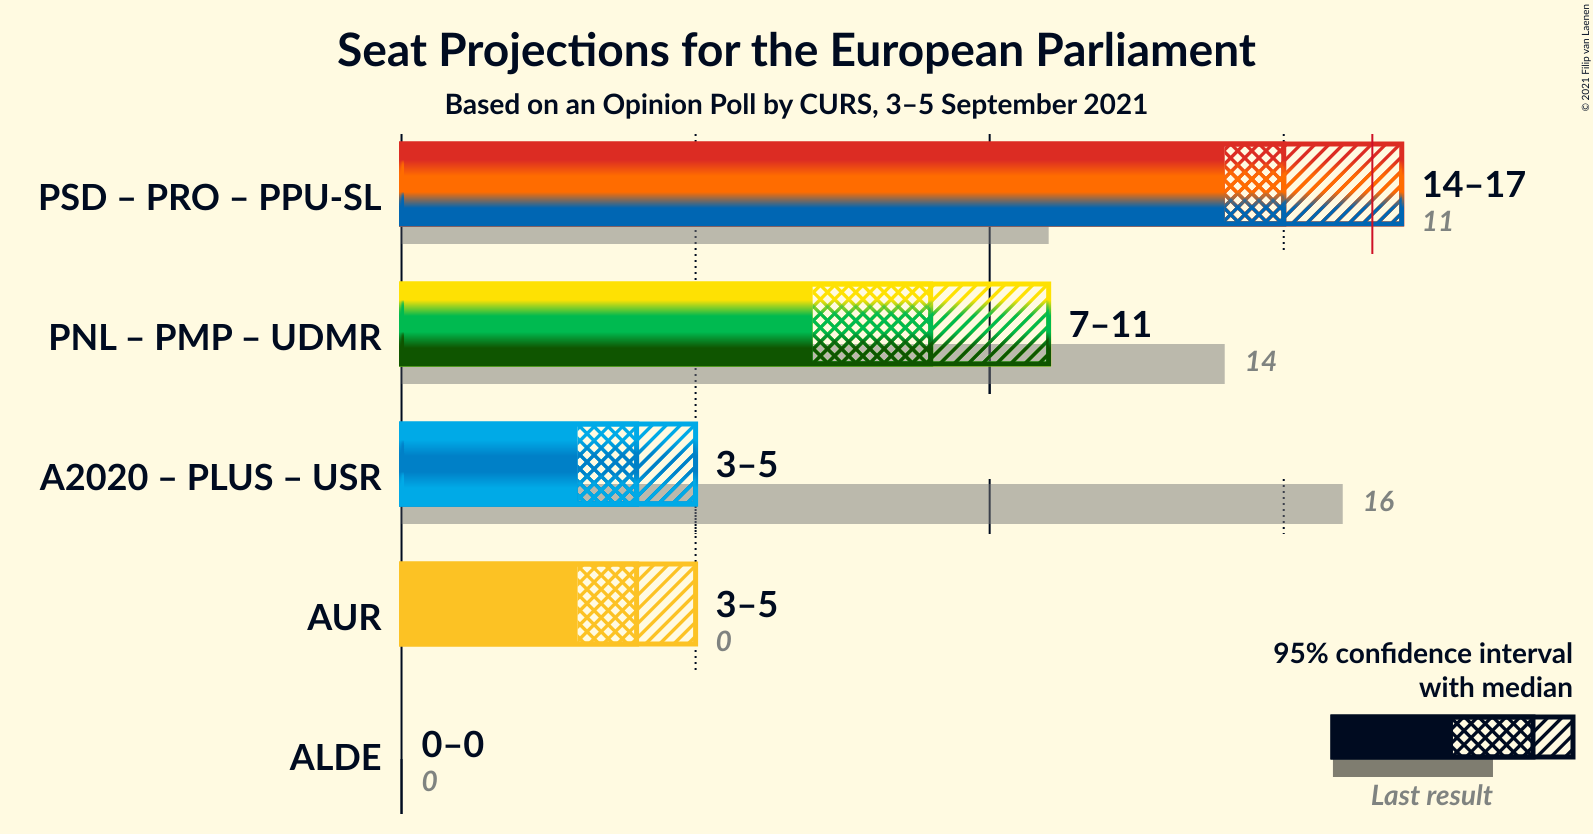 Seat Projections for the European Parliament
Based on an Opinion Poll by CURS, 3–5 September 2021
© 2021 Filip van Laenen
PSD – PRO – PPU-SL
14–17
11
PNL – PMP – UDMR
7–11
14
A2020 – PLUS – USR
3–5
16
AUR
3–5
0
ALDE
0–0
0
95% confidence interval
with median
Last result